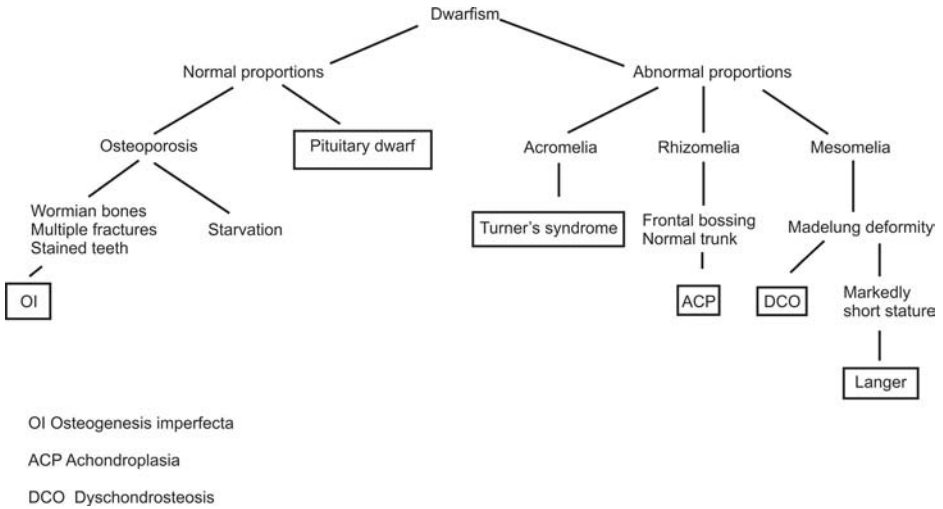 Dwarfism
Normal proportions
Abnormal proportions
Osteoporosis
Pituitary dwarf
Acromelia
Rhizomelia
Mesomelia
Wormian bones
Multiple fractures
Stained teeth
Starvation
Turner's syndrome
Frontal bossing
Normal trunk
Madelung deformity
OI
ACP
DCO
Markedly
short stature
Langer
OI Osteogenesis imperfecta
ACP Achondroplasia
DCO Dyschondrosteosis